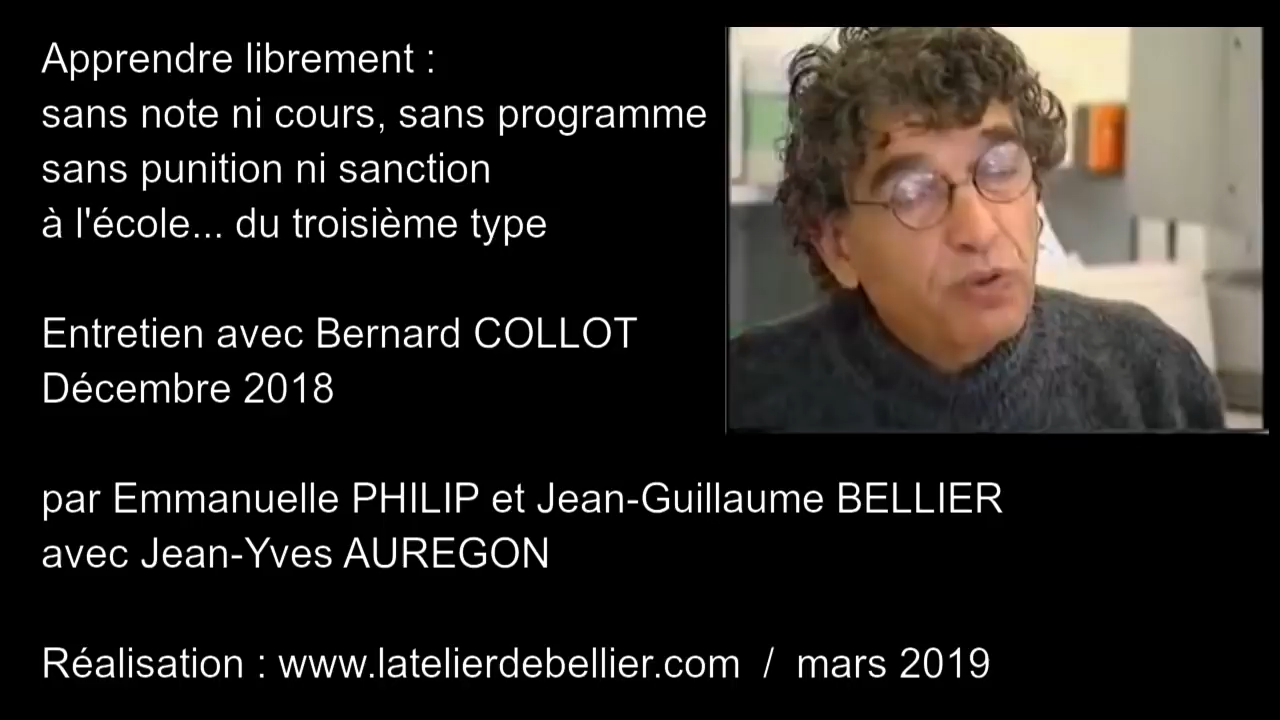 Apprendre librement :
sans note ni cours, sans programme
sans punition ni sanction
à l'école... du troisième type
Entretien avec Bernard COLLOT
Décembre 2018
par Emmanuelle PHILIP et Jean-Guillaume BELLIER
avec Jean-Yves AUREGON
Réalisation : www.latelierdebellier.com / mars 2019